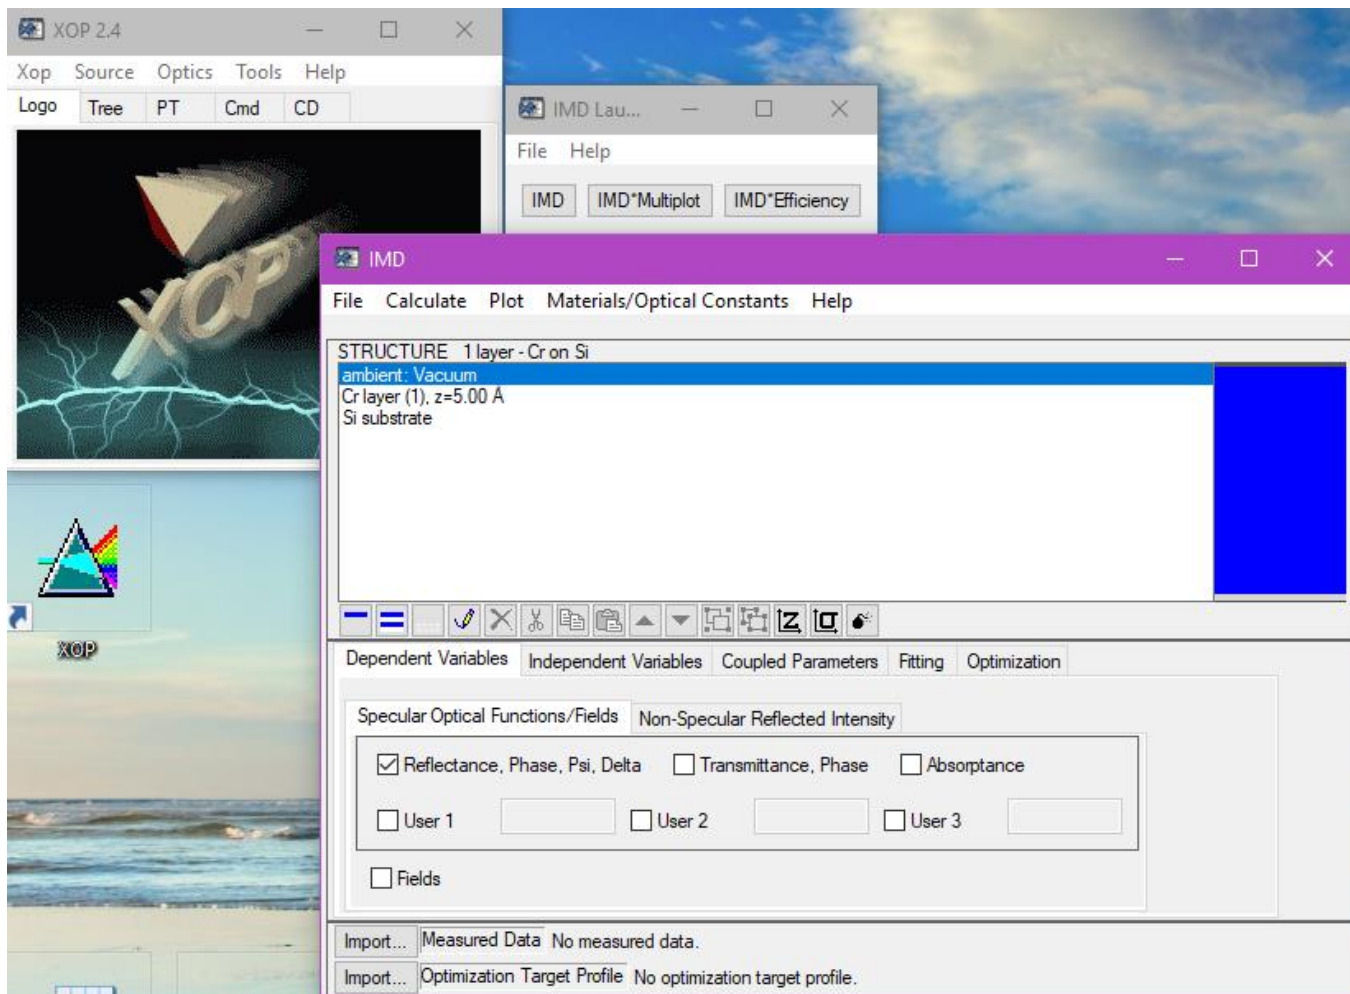 XOP 2.4
Xop Source Optics Tools Help
Logo Tree PT Cmd CD
XOP
IMD Lau...
File Help
IMD IMD*Multiplot IMD*Efficiency
IMD
File Calculate Plot Materials/Optical Constants Help
STRUCTURE 1 layer - Cr on Si
ambient: Vacuum
Cr layer (1), z=5.00 Å
Si substrate
XOP
Dependent Variables Independent Variables Coupled Parameters Fitting Optimization
Specular Optical Functions/Fields Non-Specular Reflected Intensity
Reflectance, Phase, Psi, Delta Transmittance, Phase Absorptance
User 1 User 2 User 3
Fields
Import... Measured Data No measured data.
Import... Optimization Target Profile No optimization target profile.